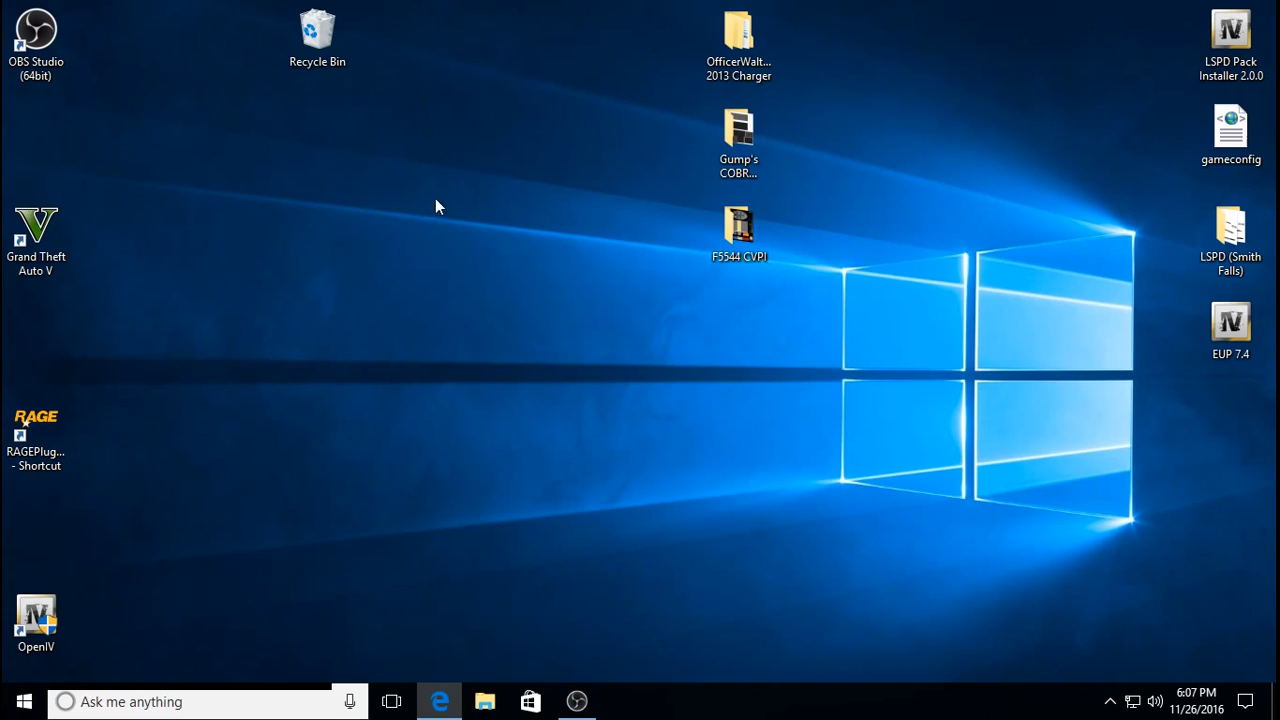 OBS Studio
(64bit)
Recycle Bin
OfficerWalt...
2013 Charger
LSPD Pack
Installer 2.0.0
Gump's
COBR...
gameconfig
Grand Theft
Auto V
F5544 CVPI
LSPD (Smith
Falls)
EUP 7.4
RAGE
RAGEPlug...
- Shortcut
OpenIV
Ask me anything
6:07 PM
11/26/2016